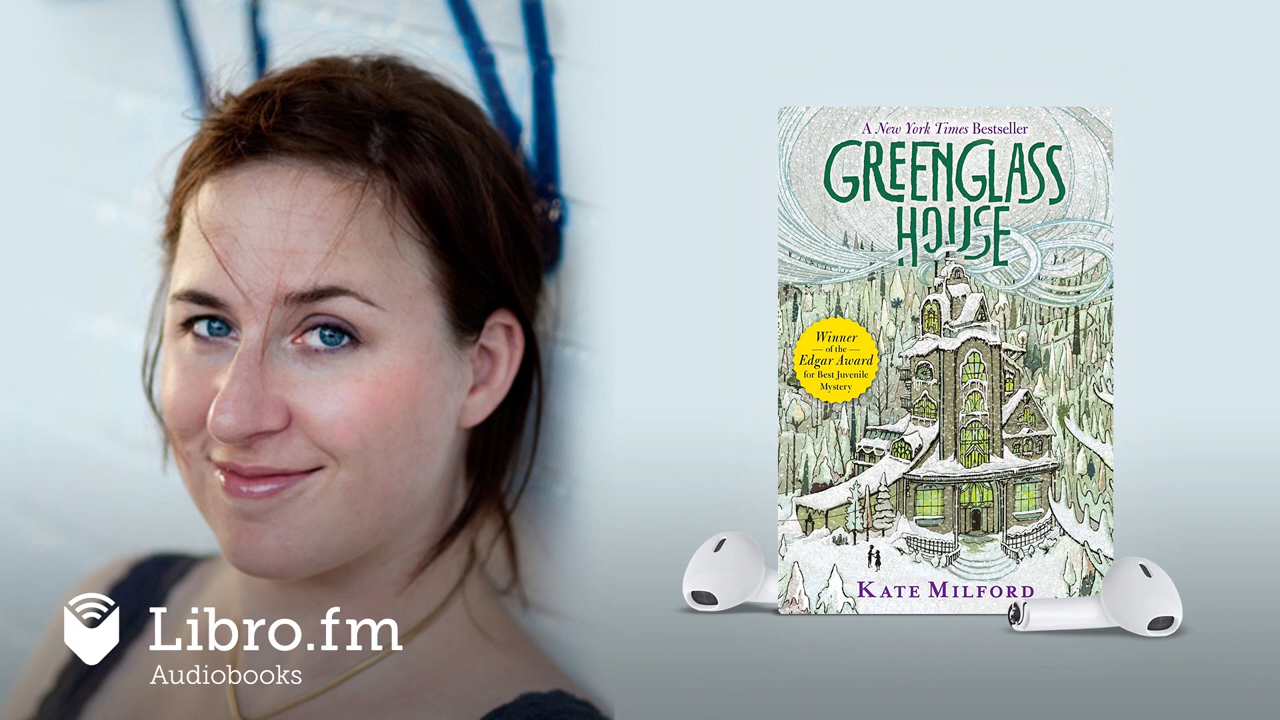 A New York Times Bestseller
GREENGLASS
HOUSE
Winner
of the
Edgar Award
for Best Juvenile
Mystery
KATE MILFORD
Libro.fm
Audiobooks